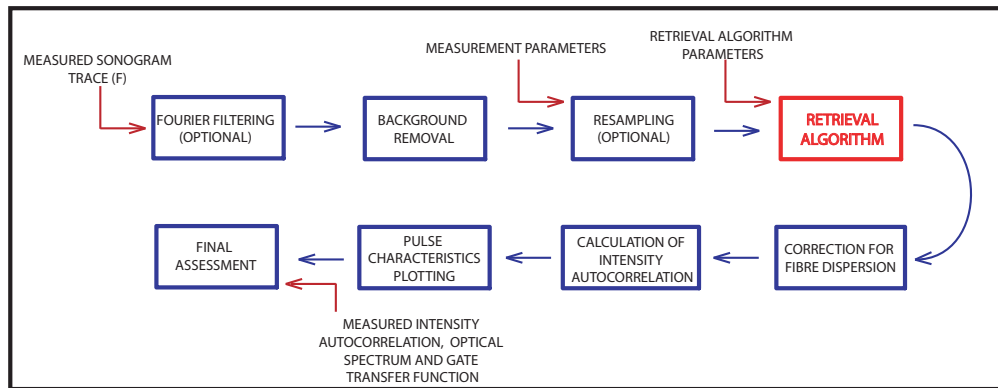 MEASURED SONOGRAM
TRACE (F)
MEASUREMENT PARAMETERS
RETRIEVAL ALGORITHM
PARAMETERS
FOURIER FILTERING
(OPTIONAL)
BACKGROUND
REMOVAL
RESAMPLING
(OPTIONAL)
RETRIEVAL
ALGORITHM
FINAL
ASSESSMENT
PULSE
CHARACTERISTICS
PLOTTING
CALCULATION OF
INTENSITY
AUTOCORRELATION
CORRECTION FOR
FIBRE DISPERSION
MEASURED INTENSITY
AUTOCORRELATION, OPTICAL
SPECTRUM AND GATE
TRANSFER FUNCTION